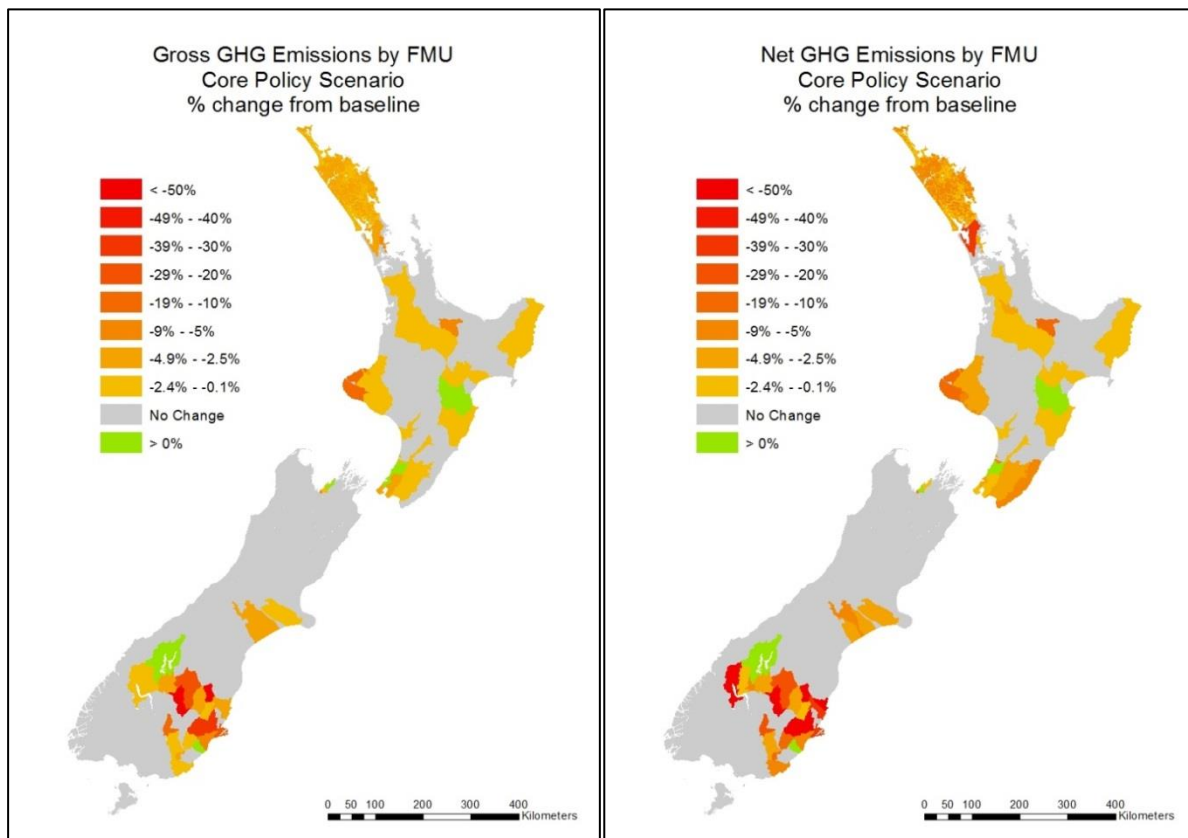 Gross GHG Emissions by FMU
Core Policy Scenario
% change from baseline
< -50%
-49% - -40%
-39% - -30%
-29% - -20%
-19% - -10%
-9% - -5%
-4.9% - -2.5%
-2.4% - -0.1%
No Change
> 0%
0 50 100 200 300 400
Kilometers
Net GHG Emissions by FMU
Core Policy Scenario
% change from baseline
< -50%
-49% - -40%
-39% - -30%
-29% - -20%
-19% - -10%
-9% - -5%
-4.9% - -2.5%
-2.4% - -0.1%
No Change
> 0%
0 50 100 200 300 400
Kilometers